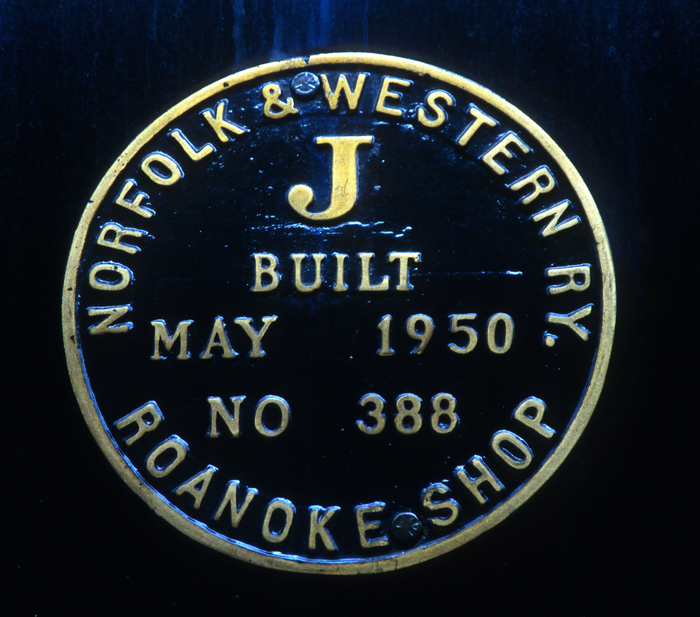 NORFOLK & WESTERN RY.
J
BUILT
MAY 1950
NO 388
ROANOKE SHOP